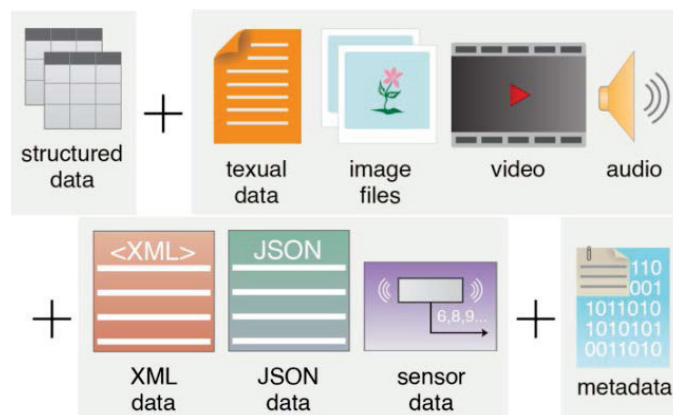 structured
data
+
texual
data
image
files
video
audio
+
<XML>
XML
data
JSON
JSON
data
6,8,9...
sensor
data
+
110
001
1011010
1010101
0011010
metadata